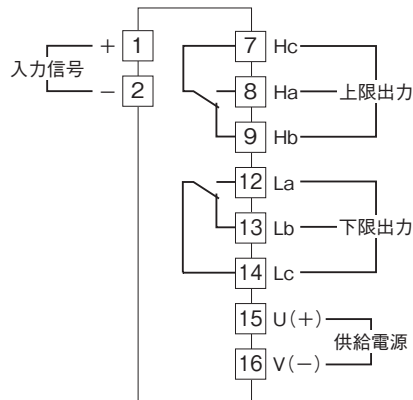 入力信号
+ 1
− 2
7 Hc
8 Ha
9 Hb
上限出力
12 La
13 Lb
14 Lc
下限出力
15 U(+)
16 V(−)
供給電源